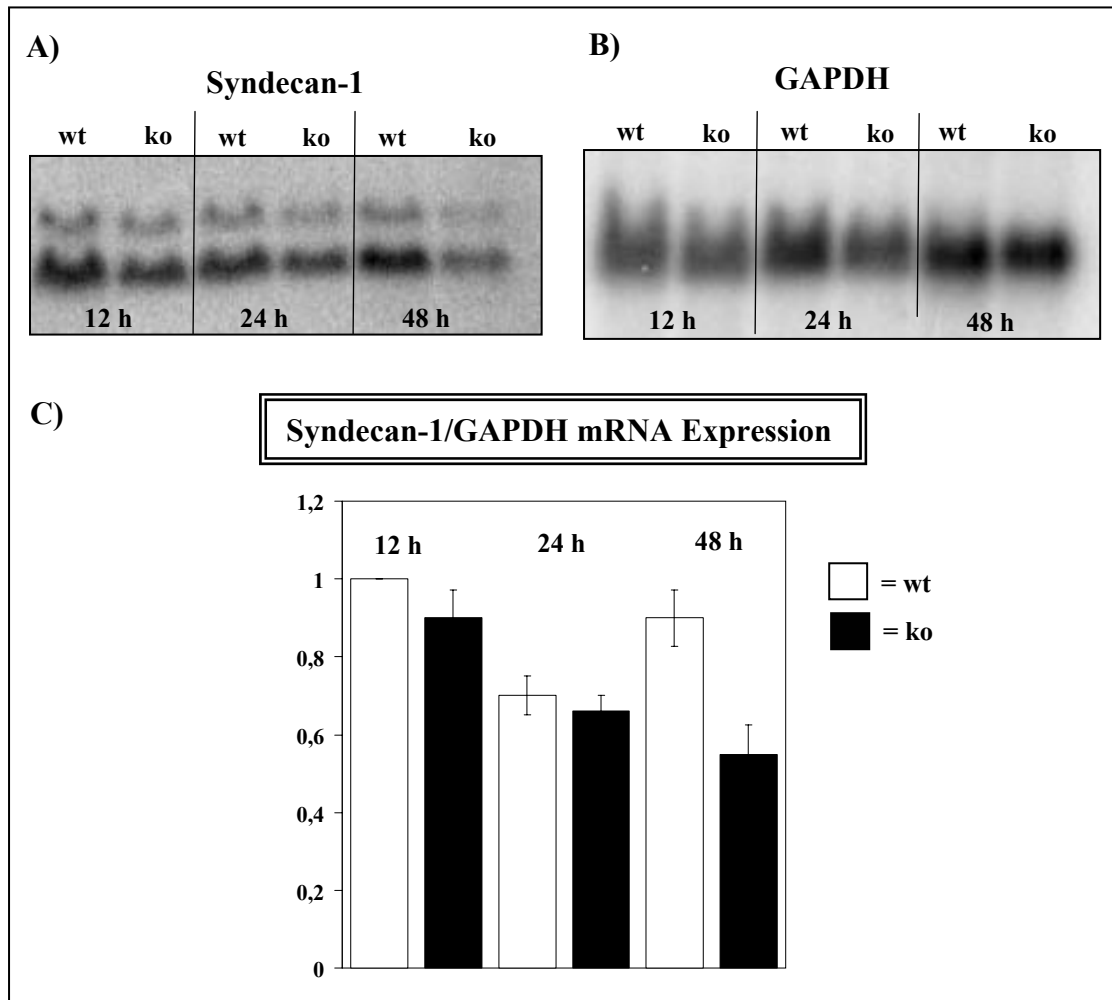 A)
Syndecan-1
wt ko wt ko wt ko
12 h 24 h 48 h
B)
GAPDH
wt ko wt ko wt ko
12 h 24 h 48 h
C)
Syndecan-1/GAPDH mRNA Expression
1,2
1
0,8
0,6
0,4
0,2
0
12 h 24 h 48 h
= wt
= ko